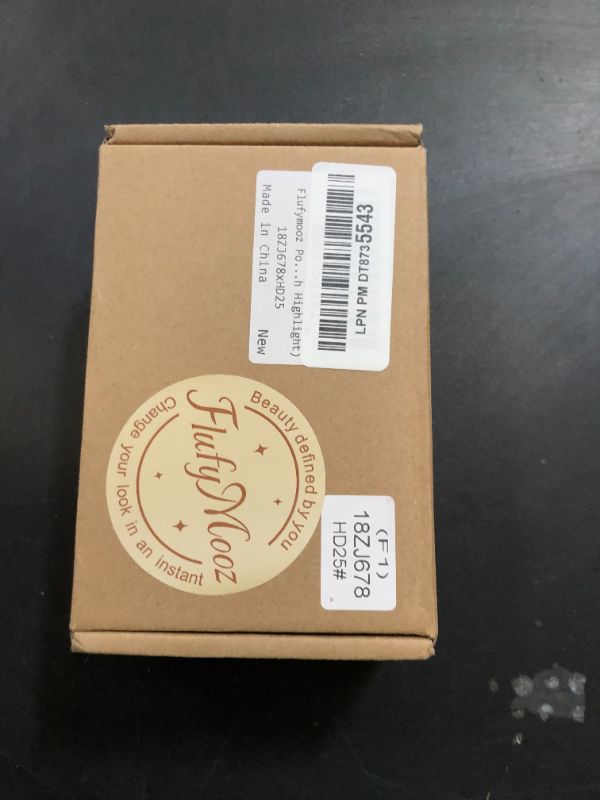 LPN PM DT8735543
Flufymooz Po...h Highlight)
18ZJ678xHD25
Made in China
New
Beauty defined by you
FlufyMooz
Change your look in an instant
(F1)
18ZJ678
HD25#